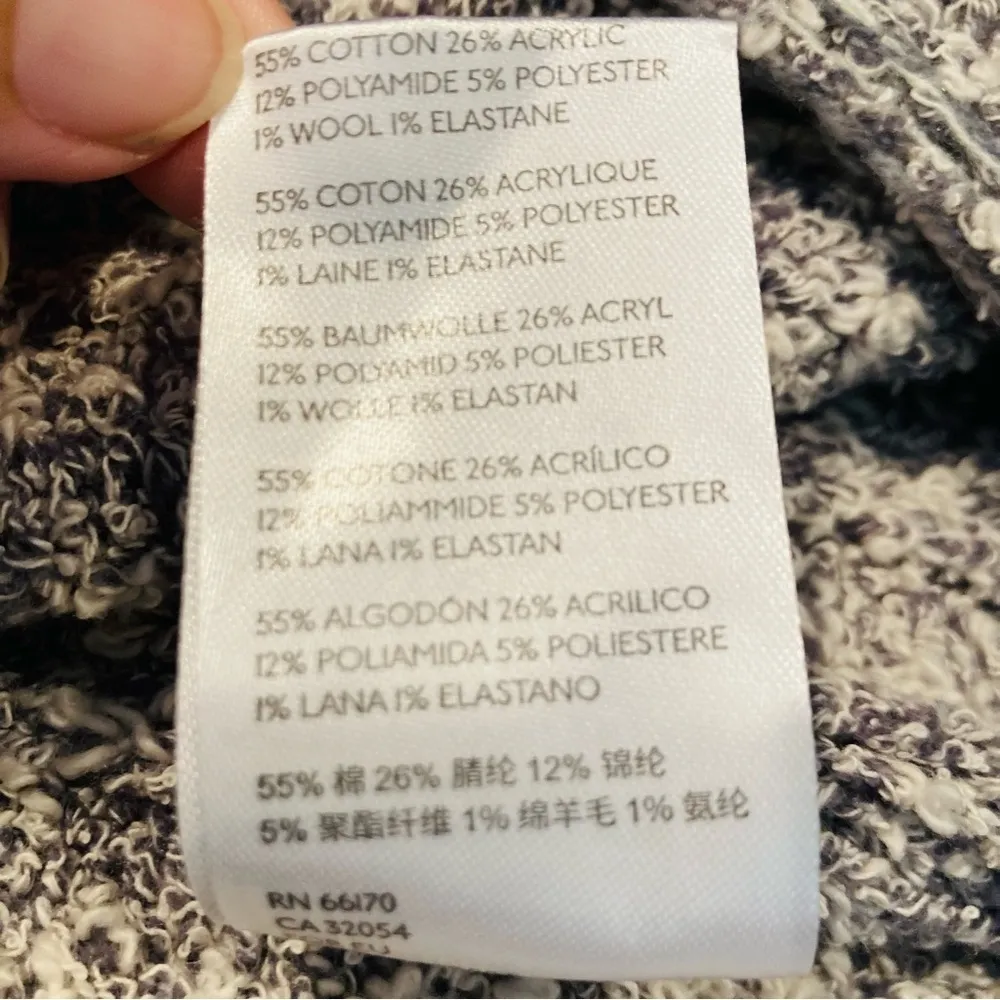 55% COTTON 26% ACRYLIC
12% POLYAMIDE 5% POLYESTER
1% WOOL 1% ELASTANE
55% COTON 26% ACRYLIQUE
12% POLYAMIDE 5% POLYESTER
1% LAINE 1% ELASTANE
55% BAUMWOLLE 26% ACRYL
12% POLYAMID 5% POLIESTER
1% WOLLE 1% ELASTAN
55% COTONE 26% ACRÍLICO
12% POLIAMMIDE 5% POLYESTER
1% LANA 1% ELASTAN
55% ALGODÓN 26% ACRILICO
12% POLIAMIDA 5% POLIESTERE
1% LANA 1% ELASTANO
55% 棉 26% 腈纶 12% 锦纶
5% 聚酯纤维 1% 绵羊毛 1% 氨纶
RN 66170
CA 32054